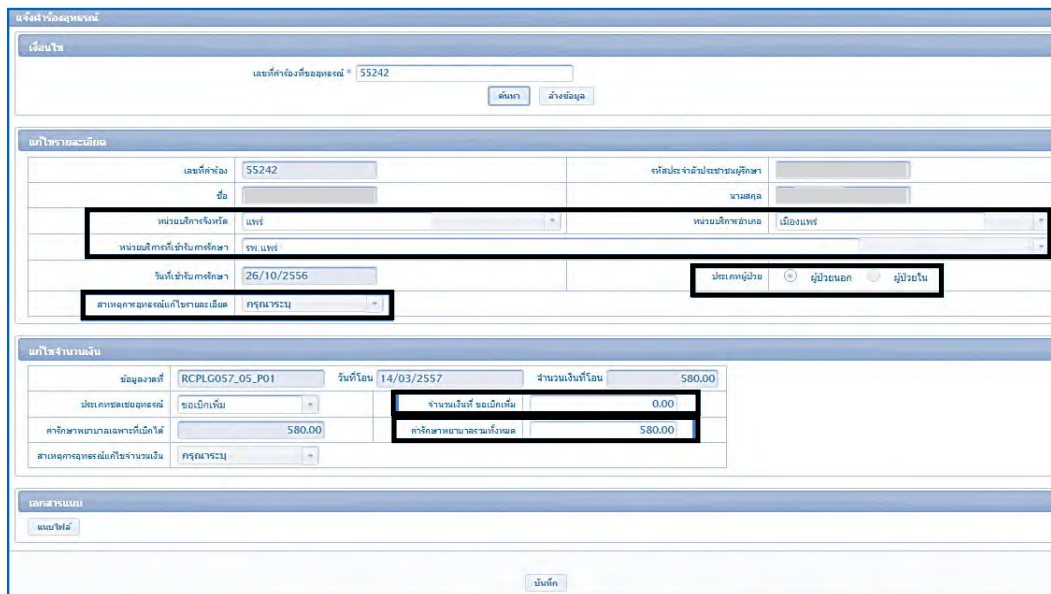 แจ้งคำร้องอุทธรณ์
เงื่อนไข
เลขที่คำร้องที่ขออุทธรณ์ * 55242
ค้นหา ล้างข้อมูล
แก้ไขรายละเอียด
เลขที่คำร้อง 55242 รหัสประจำตัวประชาชนผู้รักษา
ชื่อ นามสกุล
หน่วยบริการจังหวัด แพร่ หน่วยบริการอำเภอ เมืองแพร่
หน่วยบริการที่เข้ารับการรักษา รพ.แพร่
วันที่เข้ารับการรักษา 26/10/2556 ประเภทผู้ป่วย ผู้ป่วยนอก ผู้ป่วยใน
สาเหตุการอุทธรณ์แก้ไขรายละเอียด กรุณาระบุ
แก้ไขจำนวนเงิน
ข้อมูลงวดที่ RCPLG057_05_P01 วันที่โอน 14/03/2557 จำนวนเงินที่โอน 580.00
ประเภทชดเชยอุทธรณ์ ขอเบิกเพิ่ม จำนวนเงินที่ ขอเบิกเพิ่ม 0.00
ค่ารักษาพยาบาลเฉพาะที่เบิกได้ 580.00 ค่ารักษาพยาบาลรวมทั้งหมด 580.00
สาเหตุการอุทธรณ์แก้ไขจำนวนเงิน กรุณาระบุ
เอกสารแนบ
แนบไฟล์
บันทึก